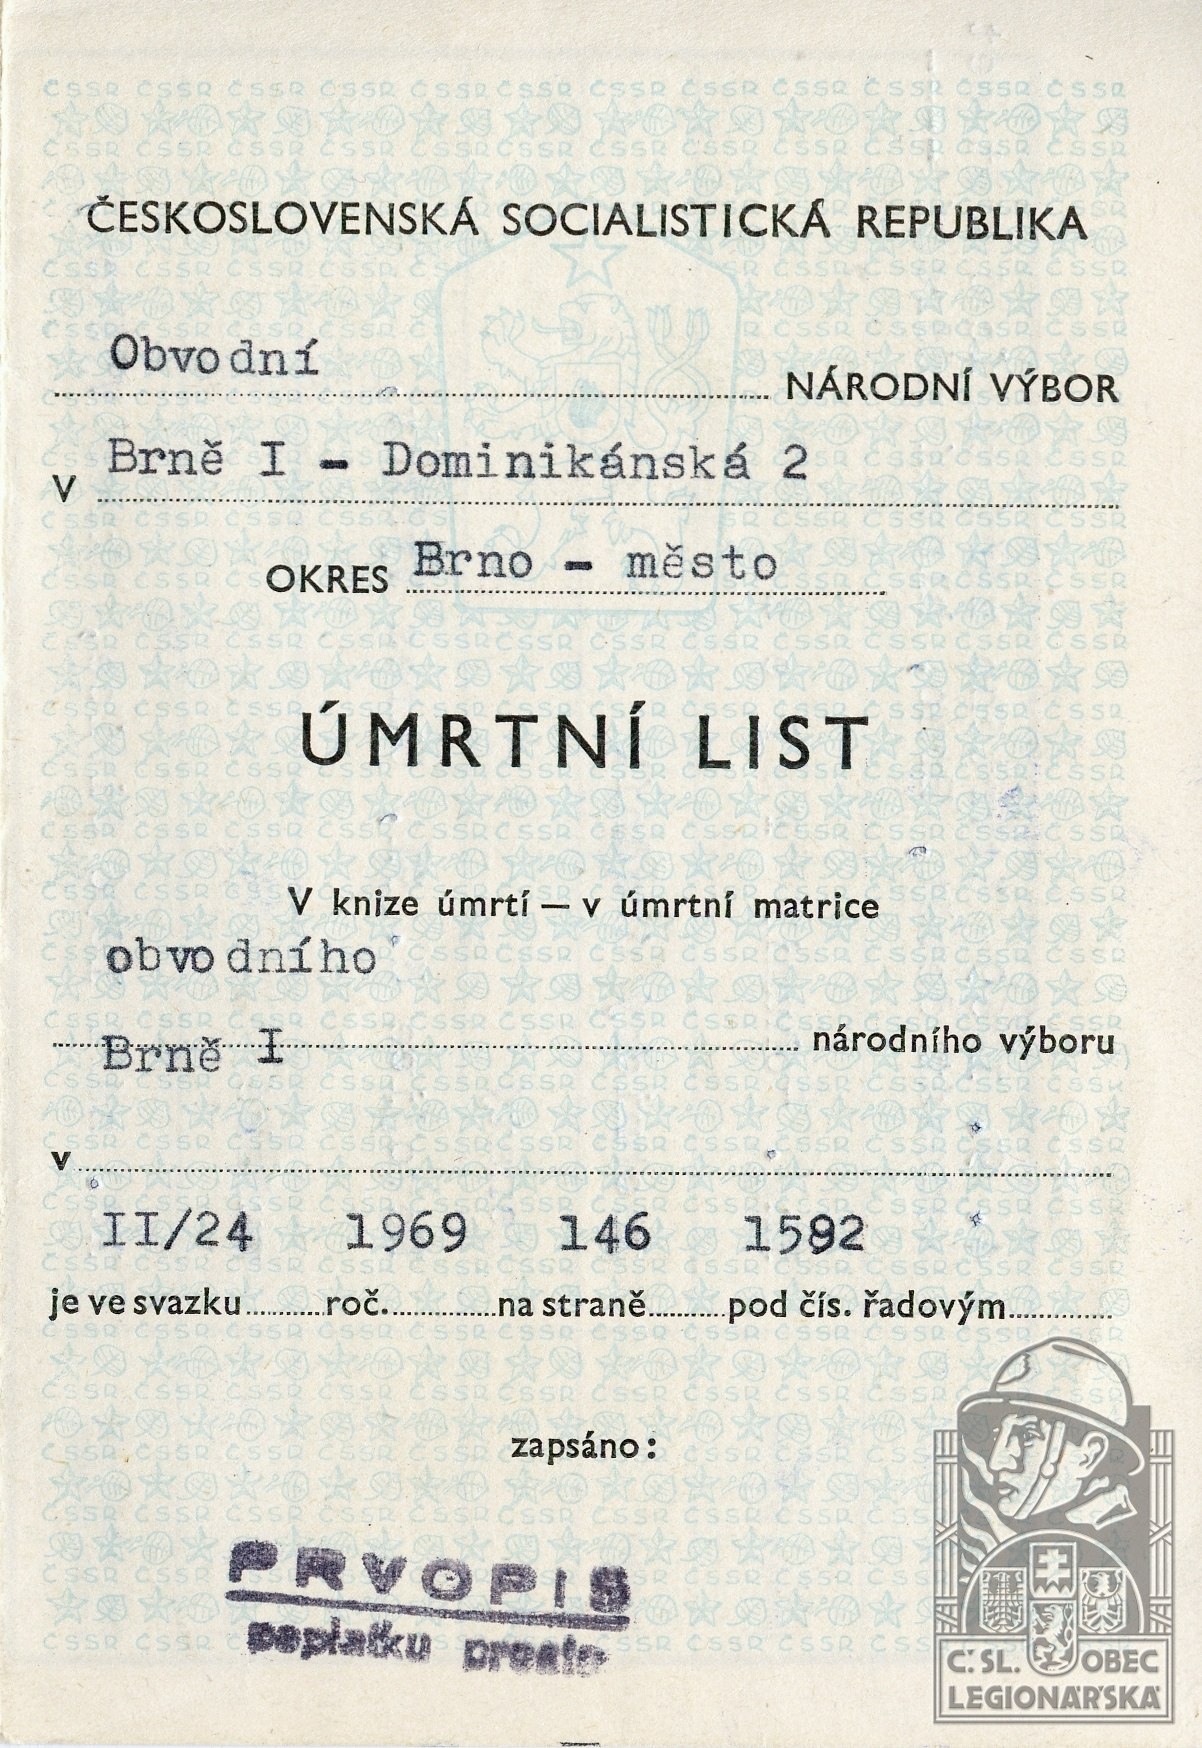 ČESKOSLOVENSKÁ SOCIALISTICKÁ REPUBLIKA
Obvodní
NÁRODNÍ VÝBOR
v Brně I - Dominikánská 2
OKRES Brno - město
ÚMRTNÍ LIST
V knize úmrtí — v úmrtní matrice
obvodního
národního výboru
Brně I
v
II/24 1969 146 1592
je ve svazku roč. na straně pod čís. řadovým
zapsáno:
PRVOPIS
poplatku prosto
Č. SL. OBEC
LEGIONÁŘSKÁ